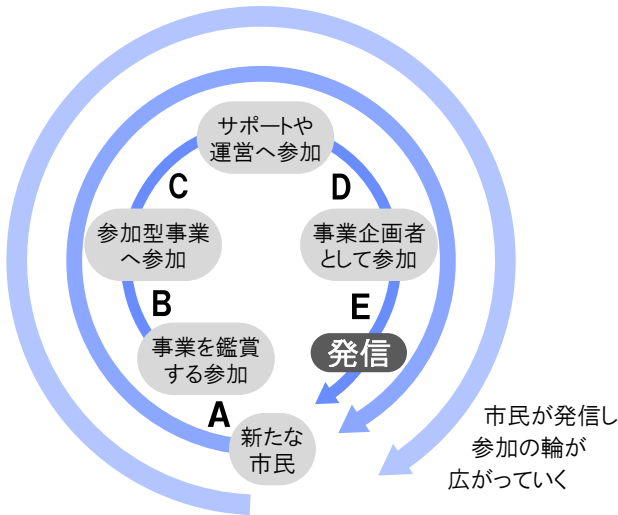 サポートや
運営へ参加
C
D
参加型事業
へ参加
事業企画者
として参加
B
E
事業を鑑賞
する参加
発信
A
新たな
市民
市民が発信し
参加の輪が
広がっていく